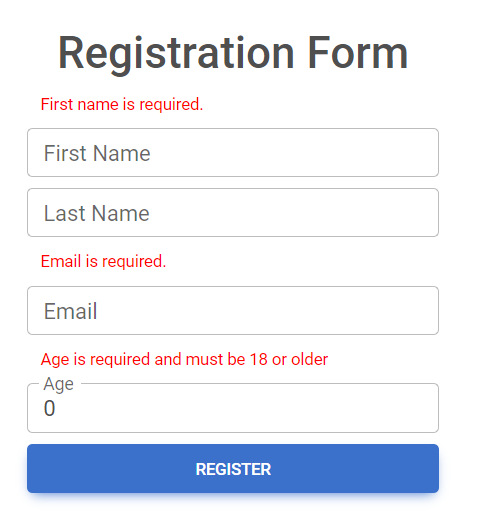 Registration Form
First name is required.
First Name
Last Name
Email is required.
Email
Age is required and must be 18 or older
Age
0
REGISTER